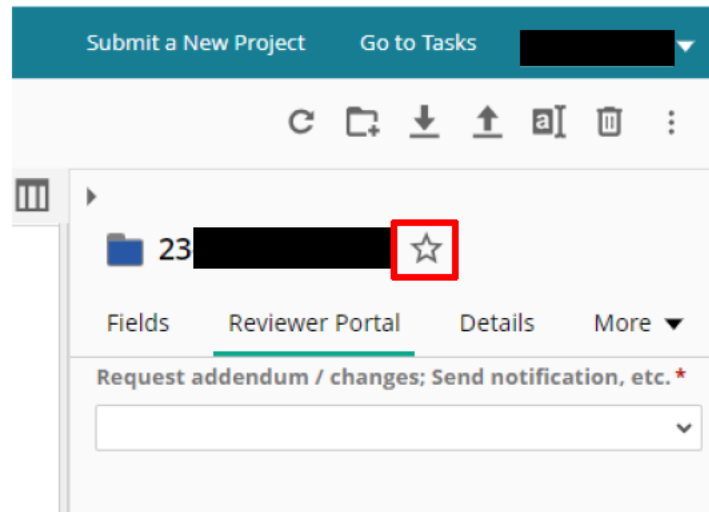 Submit a New Project Go to Tasks
23
Fields Reviewer Portal Details More
Request addendum / changes; Send notification, etc. *